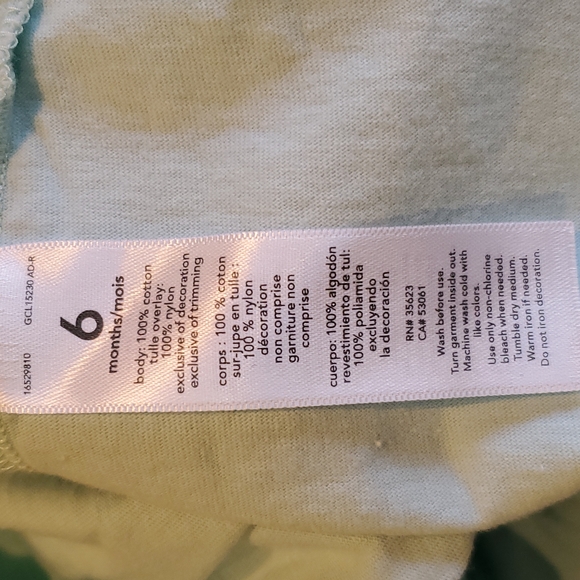 16529810 GCL15230 AD-R
6
months/mois
body: 100% cotton
tulle overlay:
100% nylon
exclusive of decoration
exclusive of trimming
corps : 100 % coton
sur-jupe en tulle :
100 % nylon
décoration
non comprise
garniture non
comprise
cuerpo: 100% algodón
revestimiento de tul:
100% poliamida
excluyendo
la decoración
RN# 35623
CA# 53061
Wash before use.
Turn garment inside out.
Machine wash cold with
like colors.
Use only non-chlorine
bleach when needed.
Tumble dry medium.
Warm iron if needed.
Do not iron decoration.